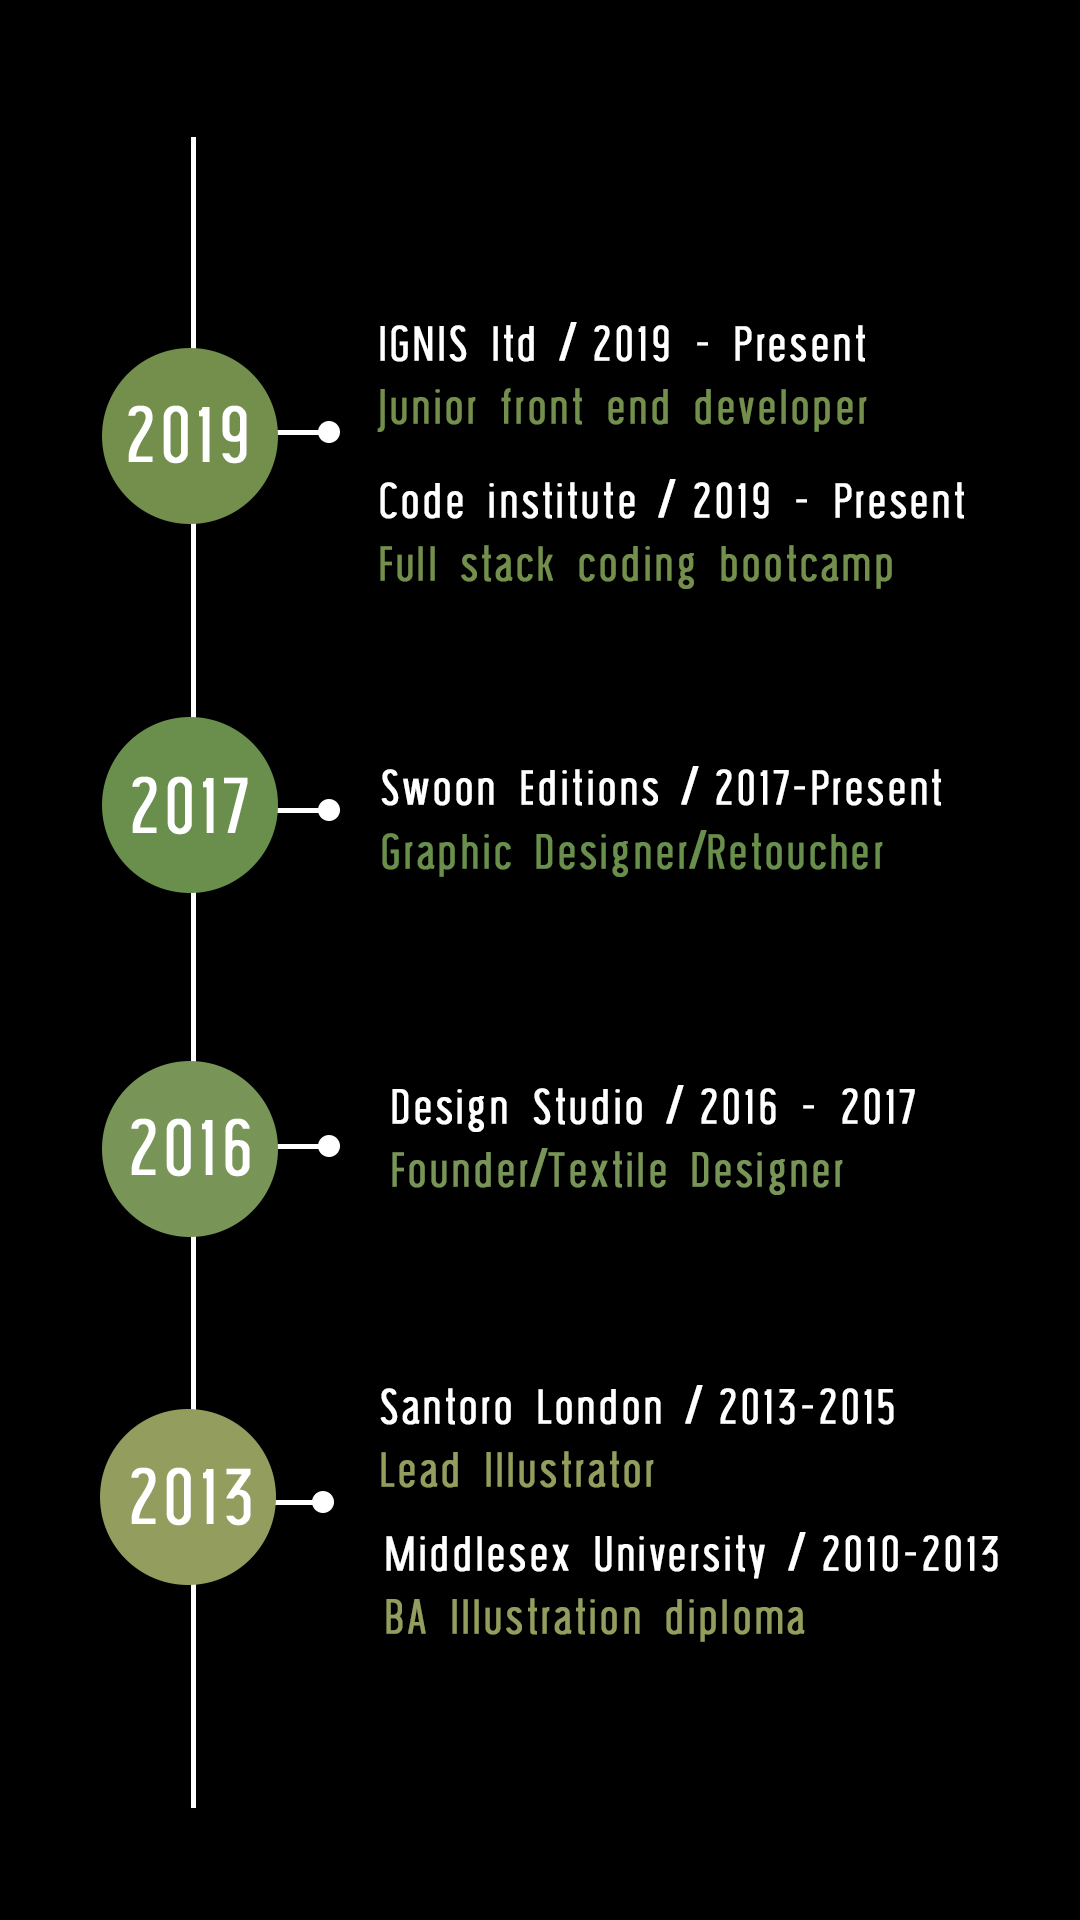 2019
IGNIS ltd / 2019 - Present
Junior front end developer
Code institute / 2019 - Present
Full stack coding bootcamp
2017
Swoon Editions / 2017-Present
Graphic Designer/Retoucher
2016
Design Studio / 2016 - 2017
Founder/Textile Designer
2013
Santoro London / 2013-2015
Lead Illustrator
Middlesex University / 2010-2013
BA Illustration diploma